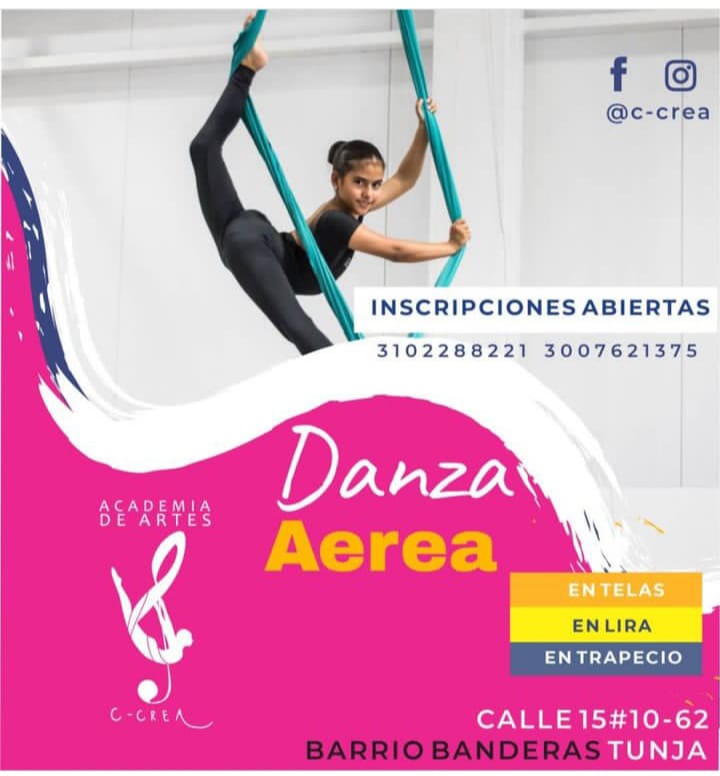 @c-crea
INSCRIPCIONES ABIERTAS
3102288221 3007621375
Danza
Aerea
ACADEMIA
DE ARTES
C-CREA
EN TELAS
EN LIRA
EN TRAPECIO
CALLE 15#10-62
BARRIO BANDERAS TUNJA